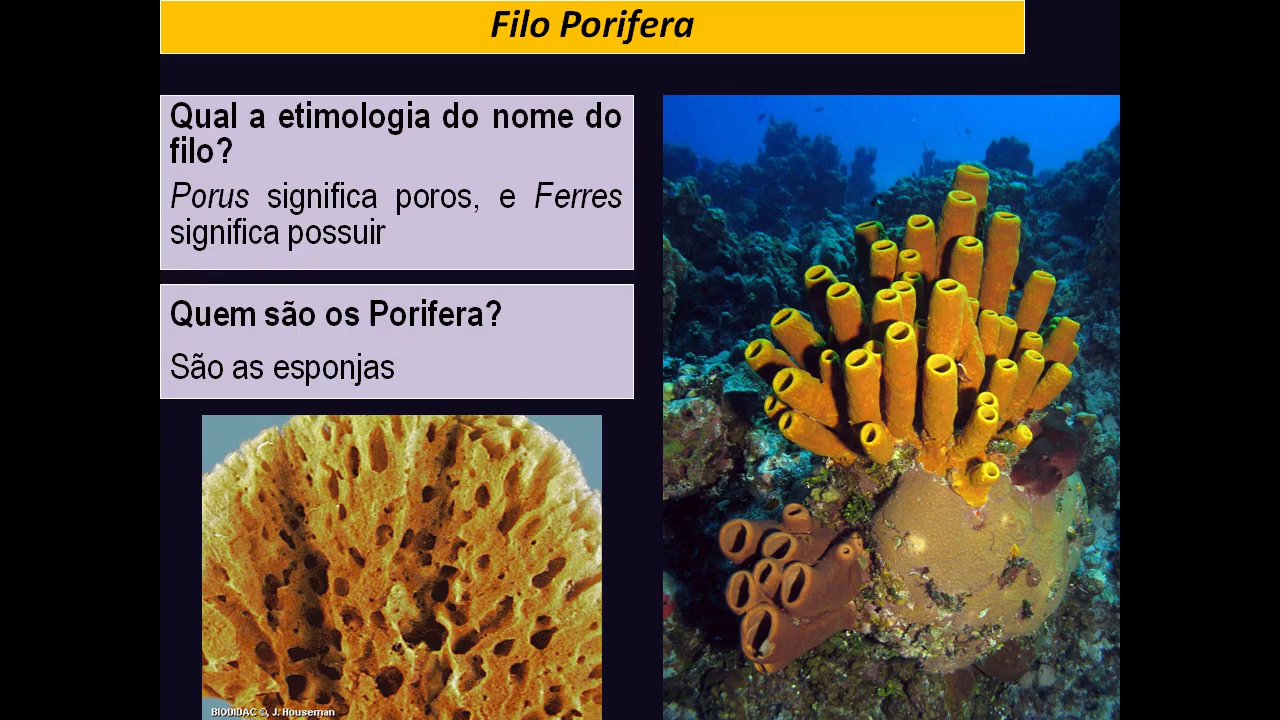 Filo Porifera
Qual a etimologia do nome do
filo?
Porus significa poros, e Ferres
significa possuir
Quem são os Porifera?
São as esponjas
BIODIDAC ©, J. Houseman